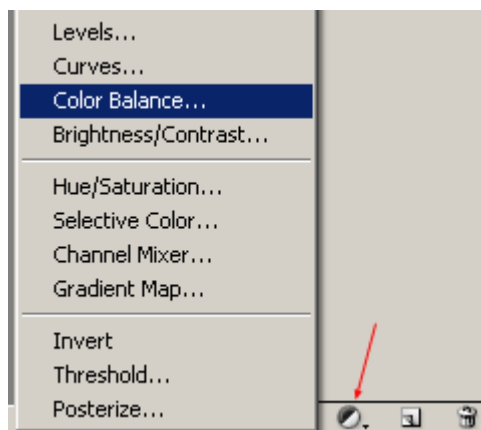 Levels...
Curves...
Color Balance...
Brightness/Contrast...
Hue/Saturation...
Selective Color...
Channel Mixer...
Gradient Map...
Invert
Threshold...
Posterize...